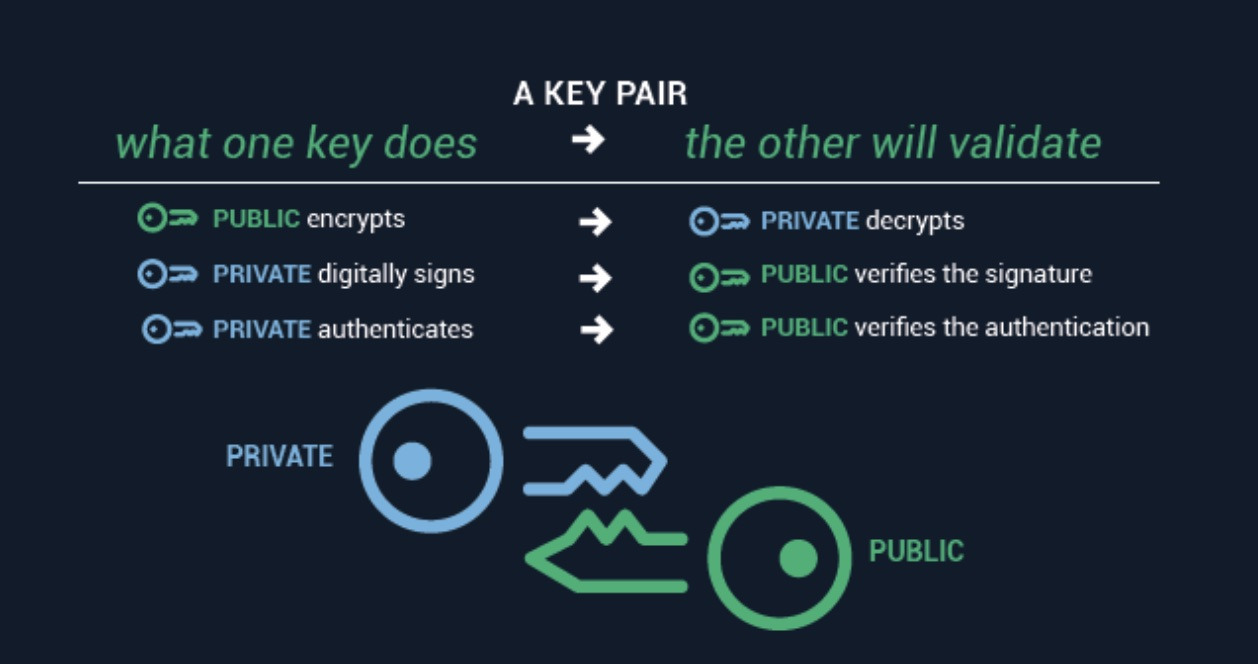 A KEY PAIR
what one key does → the other will validate
PUBLIC encrypts → PRIVATE decrypts
PRIVATE digitally signs → PUBLIC verifies the signature
PRIVATE authenticates → PUBLIC verifies the authentication
PRIVATE
PUBLIC